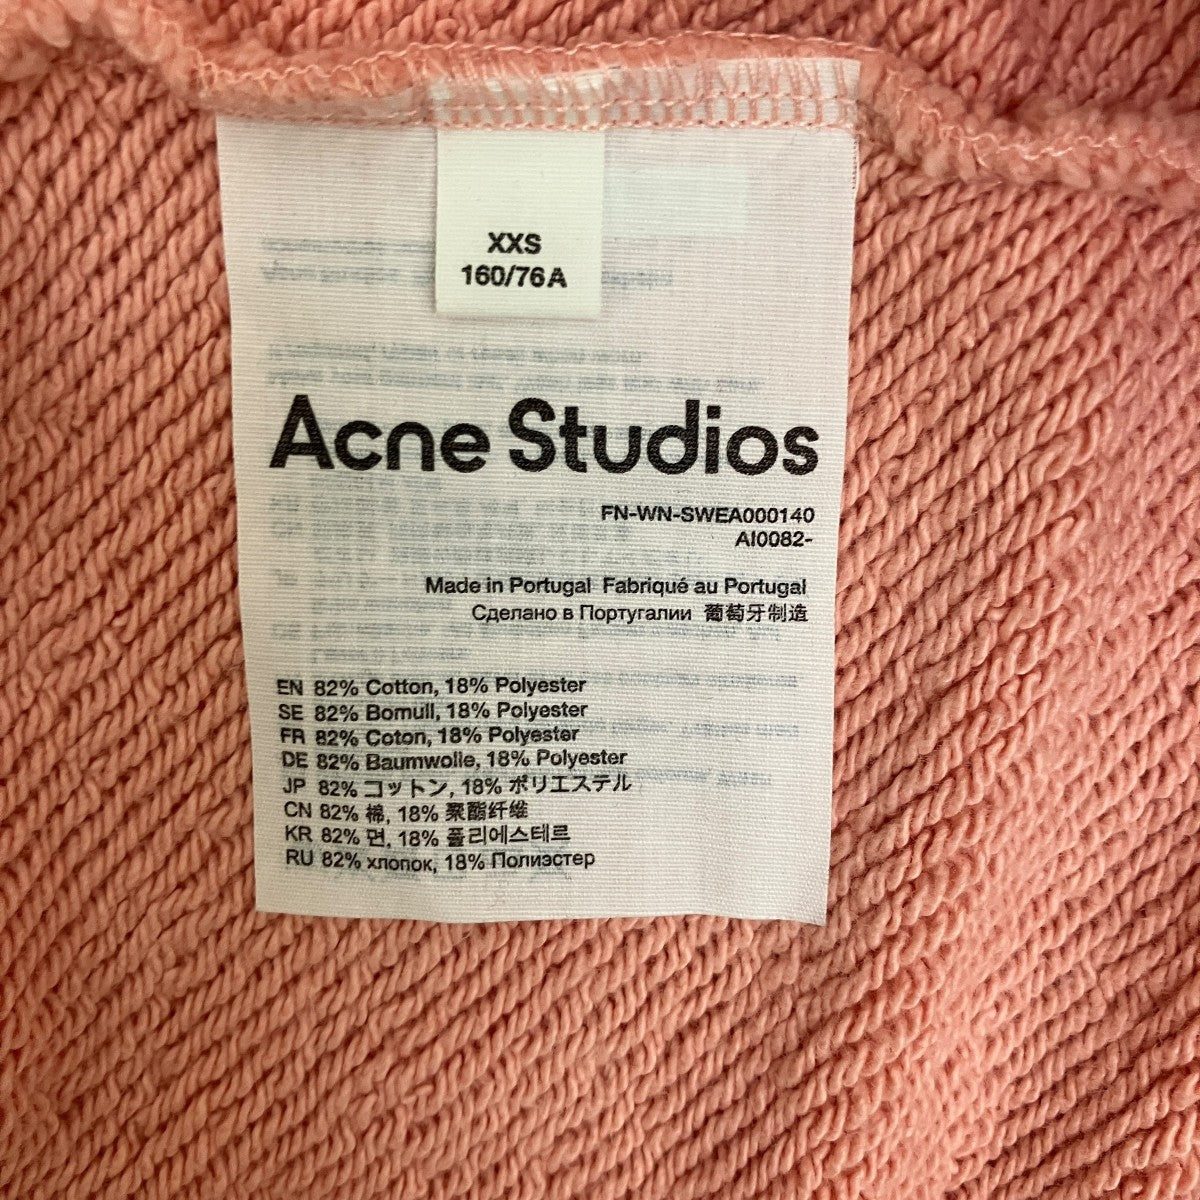 XXS
160/76A
Acne Studios
FN-WN-SWEA000140
AI0082-
Made in Portugal Fabriqué au Portugal
Сделано в Португалии 葡萄牙制造
EN 82% Cotton, 18% Polyester
SE 82% Bomull, 18% Polyester
FR 82% Coton, 18% Polyester
DE 82% Baumwolle, 18% Polyester
JP 82% コットン, 18% ポリエステル
CN 82% 棉, 18% 聚酯纤维
KR 82% 면, 18% 폴리에스테르
RU 82% хлопок, 18% Полиэстер